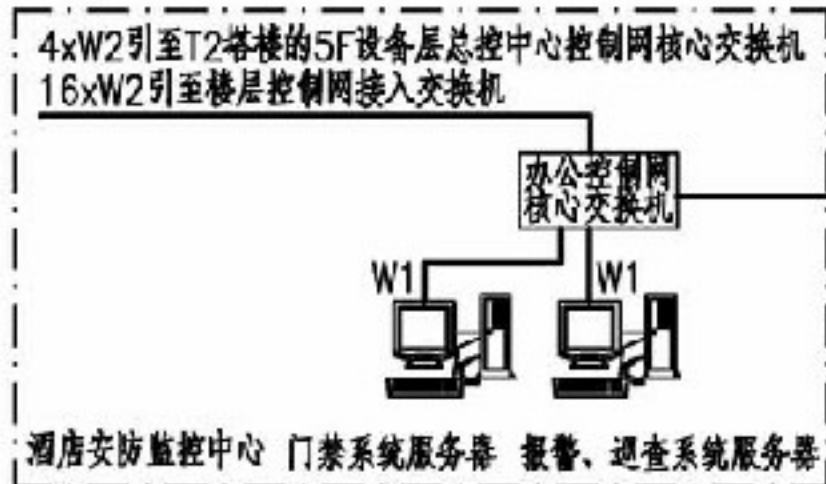 4xW2引至T2塔楼的5F设备层总控中心控制网核心交换机
16xW2引至楼层控制网接入交换机
办公控制网
核心交换机
W1 W1
酒店安防监控中心 门禁系统服务器 报警、巡查系统服务器